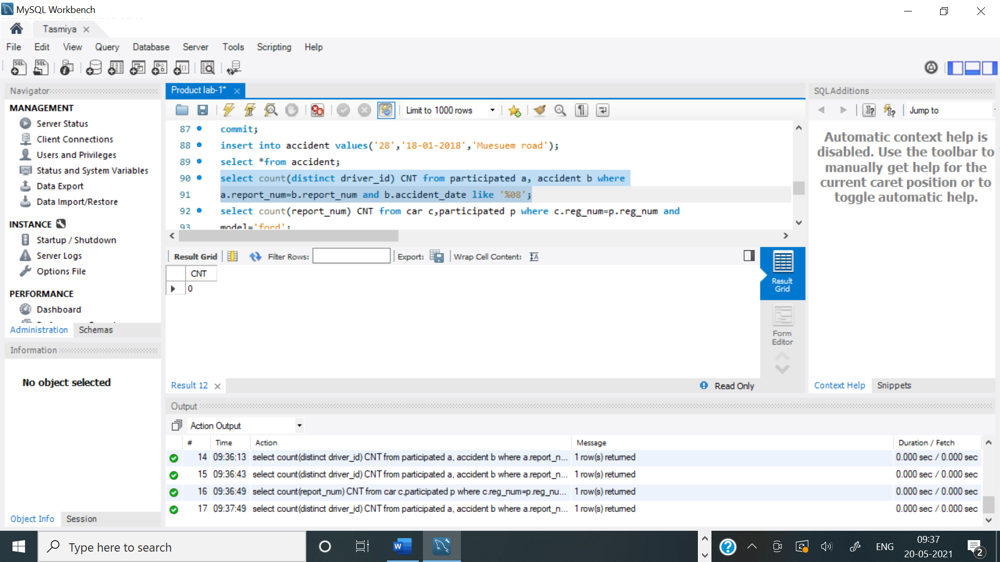 MySQL Workbench
Tasmiya
File Edit View Query Database Server Tools Scripting Help
Navigator
MANAGEMENT
Server Status
Client Connections
Users and Privileges
Status and System Variables
Data Export
Data Import/Restore
INSTANCE
Startup / Shutdown
Server Logs
Options File
PERFORMANCE
Dashboard
Administration Schemas
Information
No object selected
Object Info Session
Product lab-1*
Limit to 1000 rows
87 commit;
88 insert into accident values('28','18-01-2018','Muesuem road');
89 select *from accident;
90 select count(distinct driver_id) CNT from participated a, accident b where
91 a.report_num=b.report_num and b.accident_date like '%08';
92 select count(report_num) CNT from car c,participated p where c.reg_num=p.reg_num and
93 model='ford';
Result Grid Filter Rows: Export: Wrap Cell Content:
CNT
0
Result Grid
Form Editor
Result 12 Read Only
SQLAdditions
Jump to
Automatic context help is
disabled. Use the toolbar to
manually get help for the
current caret position or to
toggle automatic help.
Context Help Snippets
Output
Action Output
# Time Action Message Duration / Fetch
14 09:36:13 select count(distinct driver_id) CNT from participated a, accident b where a.report_n... 1 row(s) returned 0.000 sec / 0.000 sec
15 09:36:43 select count(distinct driver_id) CNT from participated a, accident b where a.report_n... 1 row(s) returned 0.000 sec / 0.000 sec
16 09:36:49 select count(report_num) CNT from car c,participated p where c.reg_num=p.reg_nu... 1 row(s) returned 0.000 sec / 0.000 sec
17 09:37:49 select count(distinct driver_id) CNT from participated a, accident b where a.report_n... 1 row(s) returned 0.000 sec / 0.000 sec
Type here to search
ENG
09:37
20-05-2021
2